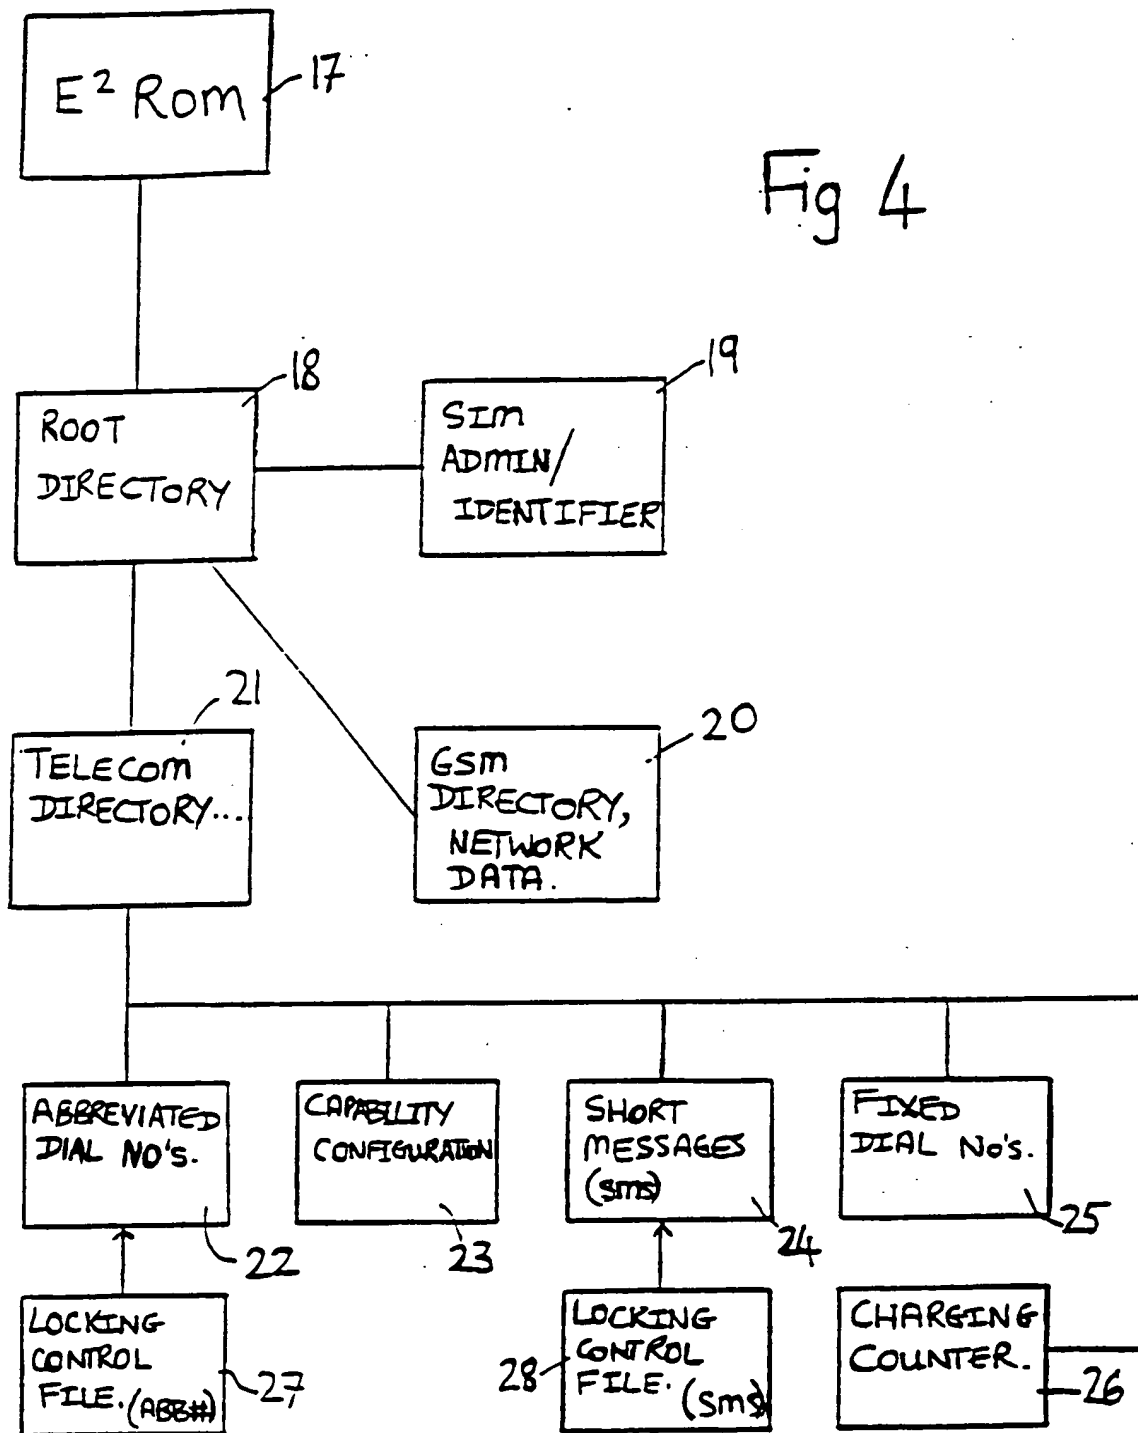 E² Rom
17
Fig 4
18
19
ROOT
DIRECTORY
SIM
ADMIN/
IDENTIFIER
21
20
TELECOM
DIRECTORY...
GSM
DIRECTORY,
NETWORK
DATA.
ABBREVIATED
DIAL NO's.
22
CAPABILITY
CONFIGURATION
23
SHORT
MESSAGES
(SMS)
24
FIXED
DIAL No's.
25
LOCKING
CONTROL
FILE. (ABB#)
27
LOCKING
CONTROL
FILE. (SMS)
28
CHARGING
COUNTER.
26